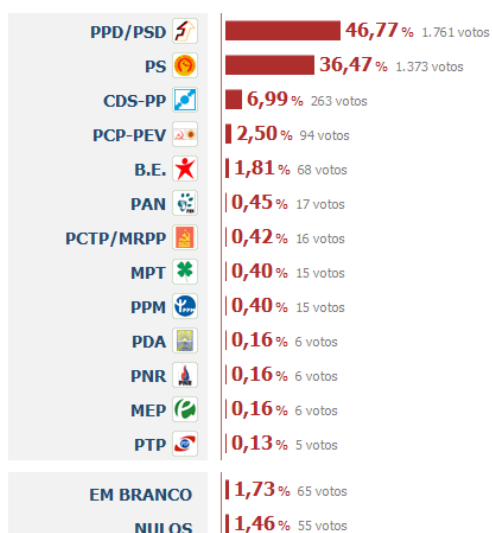 PPD/PSD 46,77% 1.761 votos
PS 36,47% 1.373 votos
CDS-PP 6,99% 263 votos
PCP-PEV 2,50% 94 votos
B.E. 1,81% 68 votos
PAN 0,45% 17 votos
PCTP/MRPP 0,42% 16 votos
MPT 0,40% 15 votos
PPM 0,40% 15 votos
PDA 0,16% 6 votos
PNR 0,16% 6 votos
MEP 0,16% 6 votos
PTP 0,13% 5 votos
EM BRANCO 1,73% 65 votos
NULOS 1,46% 55 votos